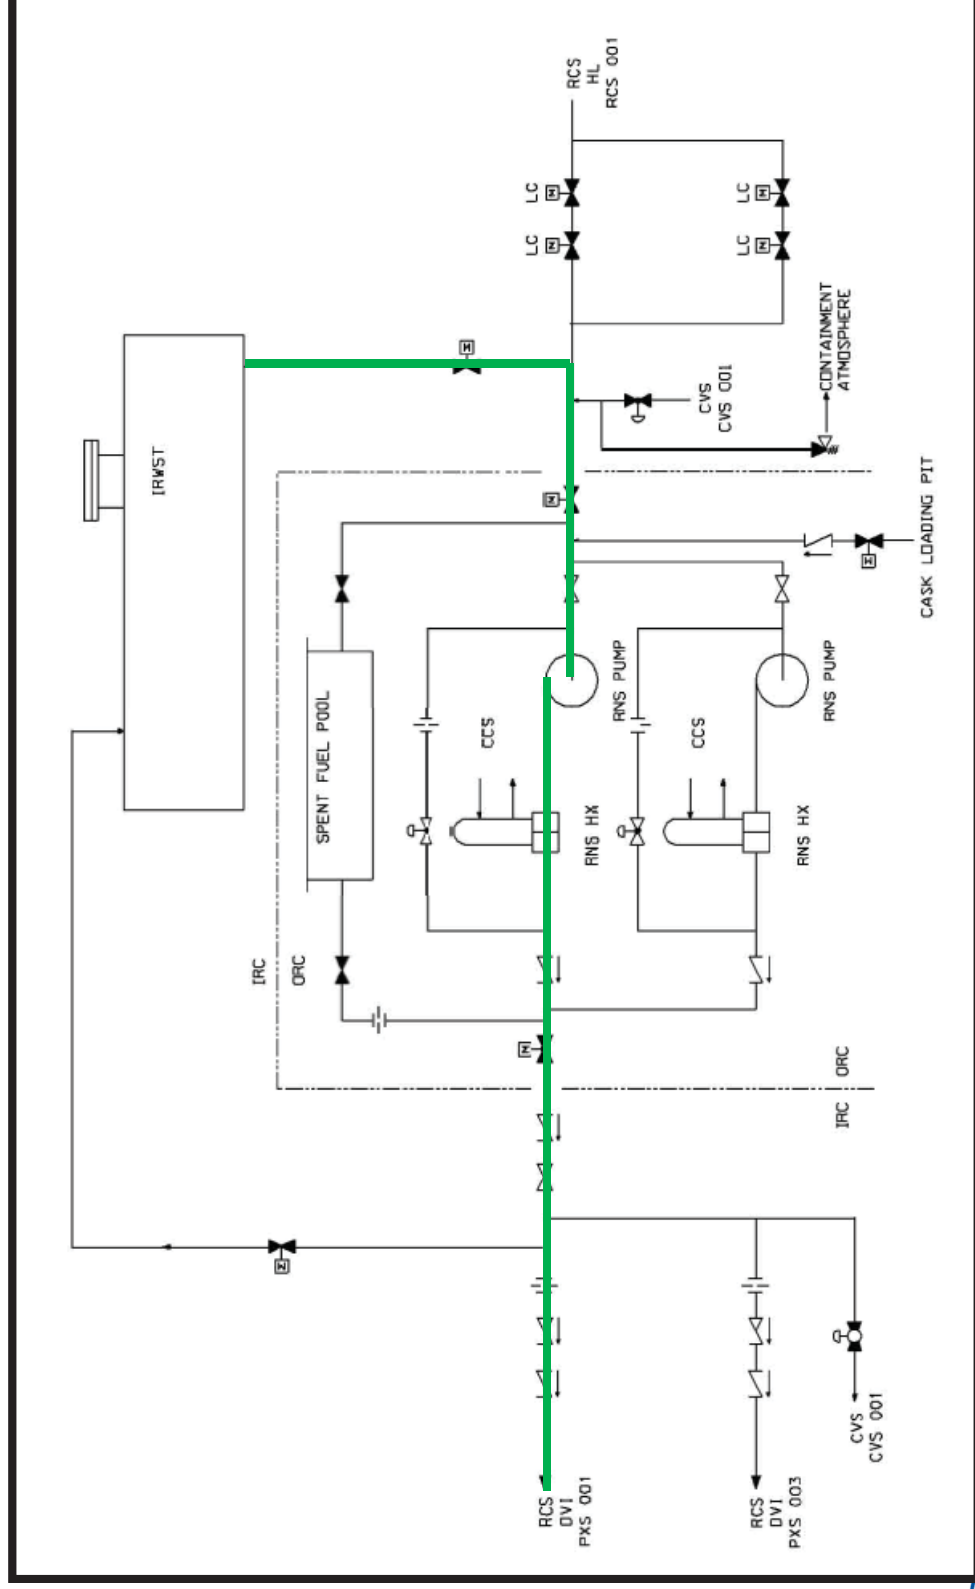 RCS
HL
RCS 001
LC
LC
LC
LC
M
M
M
M
M
CONTAINMENT
ATMOSPHERE
CVS
CVS 001
IRWST
M
CASK LOADING PIT
M
RNS PUMP
RNS PUMP
SPENT FUEL POOL
CCS
CCS
RNS HX
RNS HX
IRC
ORC
M
ORC
IRC
M
CVS
CVS 001
RCS
DVI
PXS 001
RCS
DVI
PXS 003